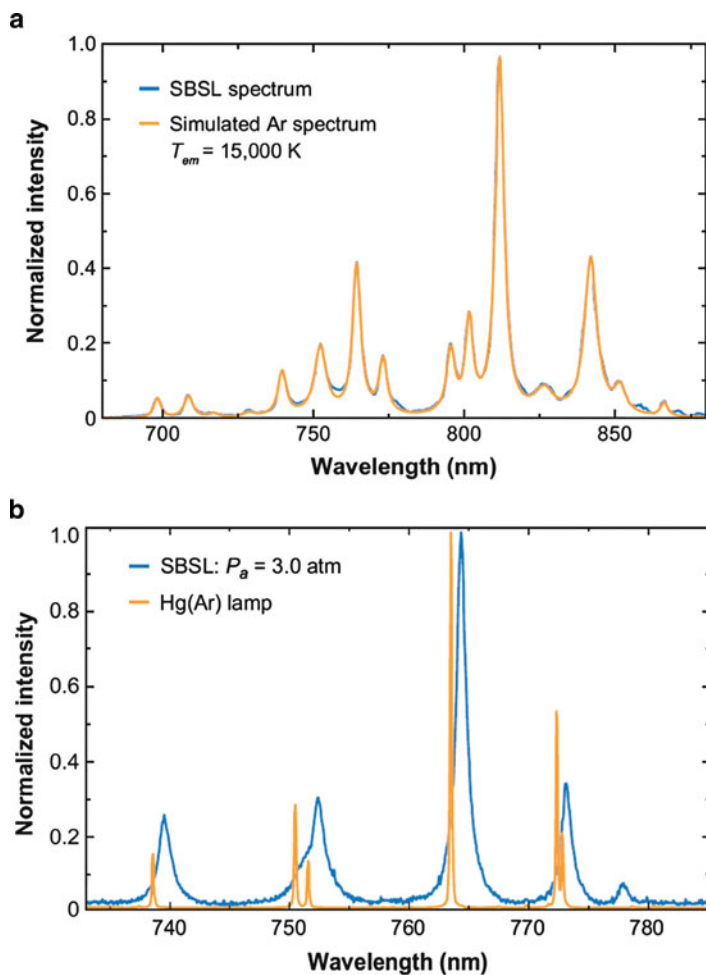 a
1.0
0.8
0.6
0.4
0.2
0
Normalized intensity
SBSL spectrum
Simulated Ar spectrum
T_em = 15,000 K
700 750 800 850
Wavelength (nm)
b
1.0
0.8
0.6
0.4
0.2
0
Normalized intensity
SBSL: P_a = 3.0 atm
Hg(Ar) lamp
740 750 760 770 780
Wavelength (nm)